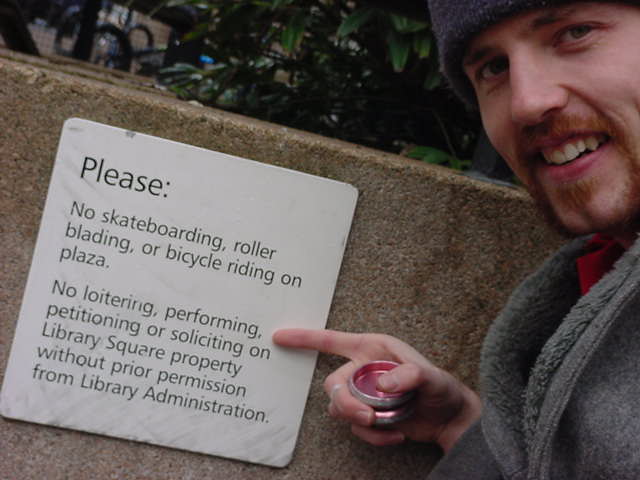 Please:
No skateboarding, roller
blading, or bicycle riding on
plaza.
No loitering, performing,
petitioning or soliciting on
Library Square property
without prior permission
from Library Administration.